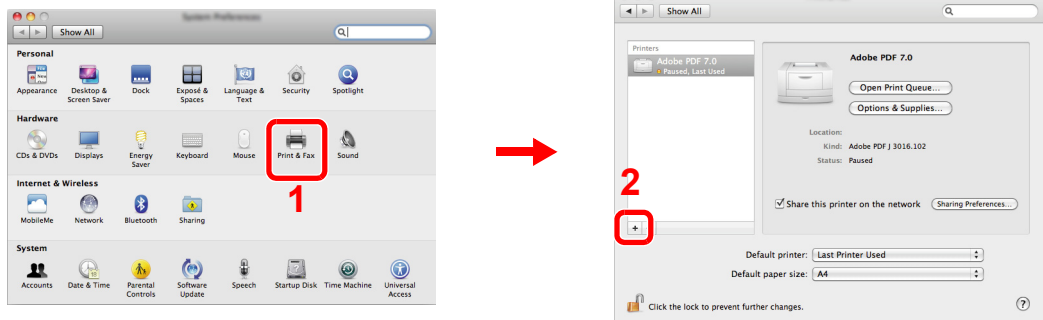 System Preferences
Show All
Personal
Appearance
Desktop & Screen Saver
Dock
Exposé & Spaces
Language & Text
Security
Spotlight
Hardware
CDs & DVDs
Displays
Energy Saver
Keyboard
Mouse
Print & Fax
Sound
1
Internet & Wireless
MobileMe
Network
Bluetooth
Sharing
System
Accounts
Date & Time
Parental Controls
Software Update
Speech
Startup Disk
Time Machine
Universal Access
Show All
Printers
Adobe PDF 7.0
Paused, Last Used
Adobe PDF 7.0
Open Print Queue...
Options & Supplies...
Location:
Kind: Adobe PDF J 3016.102
Status: Paused
2
Share this printer on the network
Sharing Preferences...
+
Default printer: Last Printer Used
Default paper size: A4
Click the lock to prevent further changes.
?